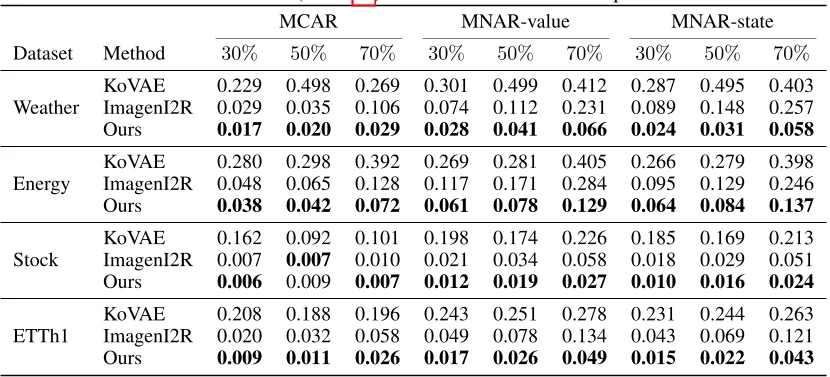 MCAR MNAR-value MNAR-state
Dataset Method 30% 50% 70% 30% 50% 70% 30% 50% 70%
KoVAE 0.229 0.498 0.269 0.301 0.499 0.412 0.287 0.495 0.403
Weather ImagenI2R 0.029 0.035 0.106 0.074 0.112 0.231 0.089 0.148 0.257
Ours 0.017 0.020 0.029 0.028 0.041 0.066 0.024 0.031 0.058
KoVAE 0.280 0.298 0.392 0.269 0.281 0.405 0.266 0.279 0.398
Energy ImagenI2R 0.048 0.065 0.128 0.117 0.171 0.284 0.095 0.129 0.246
Ours 0.038 0.042 0.072 0.061 0.078 0.129 0.064 0.084 0.137
KoVAE 0.162 0.092 0.101 0.198 0.174 0.226 0.185 0.169 0.213
Stock ImagenI2R 0.007 0.007 0.010 0.021 0.034 0.058 0.018 0.029 0.051
Ours 0.006 0.009 0.007 0.012 0.019 0.027 0.010 0.016 0.024
KoVAE 0.208 0.188 0.196 0.243 0.251 0.278 0.231 0.244 0.263
ETTh1 ImagenI2R 0.020 0.032 0.058 0.049 0.078 0.134 0.043 0.069 0.121
Ours 0.009 0.011 0.026 0.017 0.026 0.049 0.015 0.022 0.043